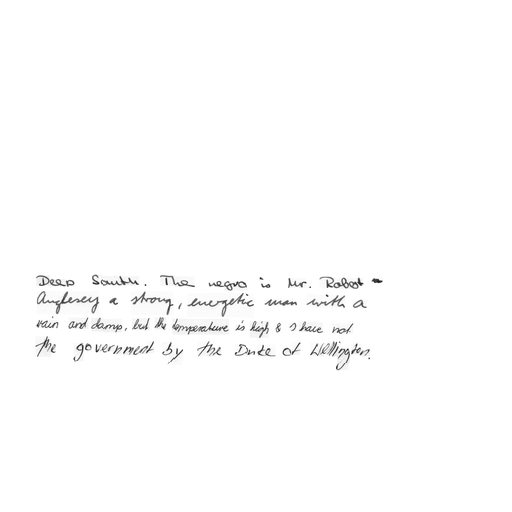 Deep South. The negro is Mr. Robert -
Anglesey a strong, energetic man with a
rain and damp, but the temperature is high & I have not
the government by the Duke of Wellington.